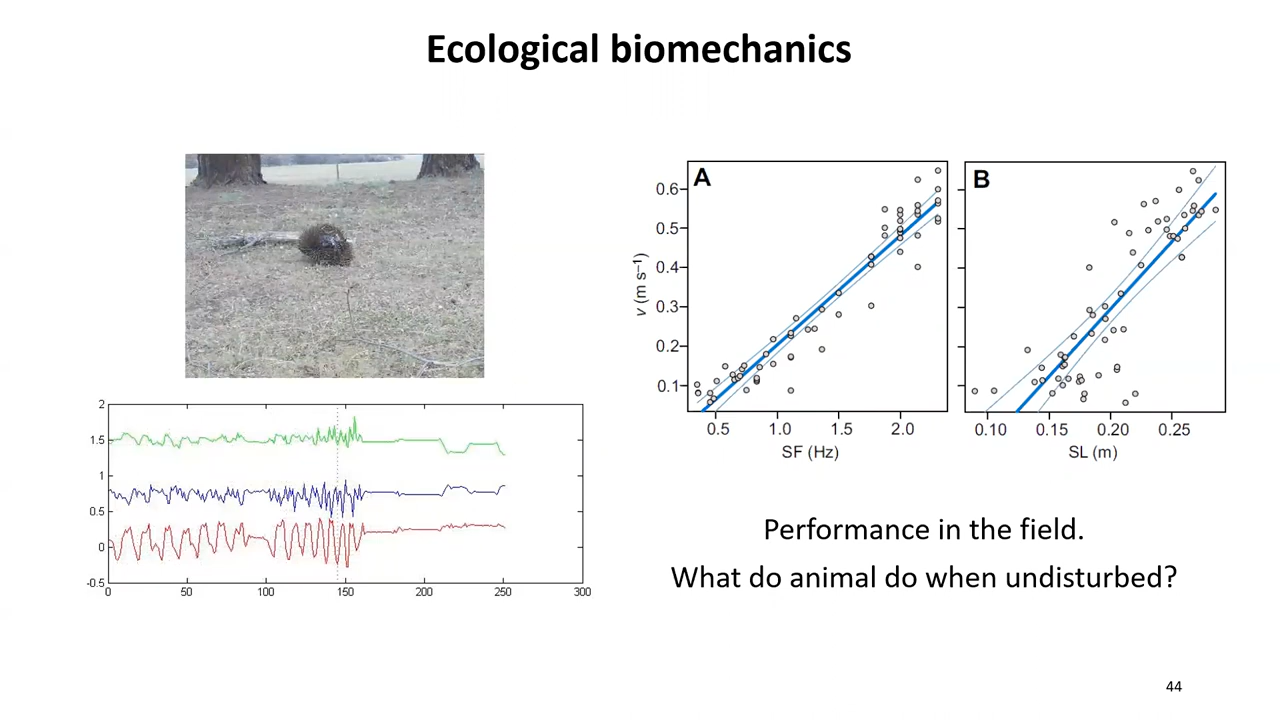 Ecological biomechanics
2
1.5
1
0.5
0
-0.5
0 50 100 150 200 250 300
A
v (m s⁻¹)
0.6
0.5
0.4
0.3
0.2
0.1
0.5 1.0 1.5 2.0
SF (Hz)
B
0.10 0.15 0.20 0.25
SL (m)
Performance in the field.
What do animal do when undisturbed?
44